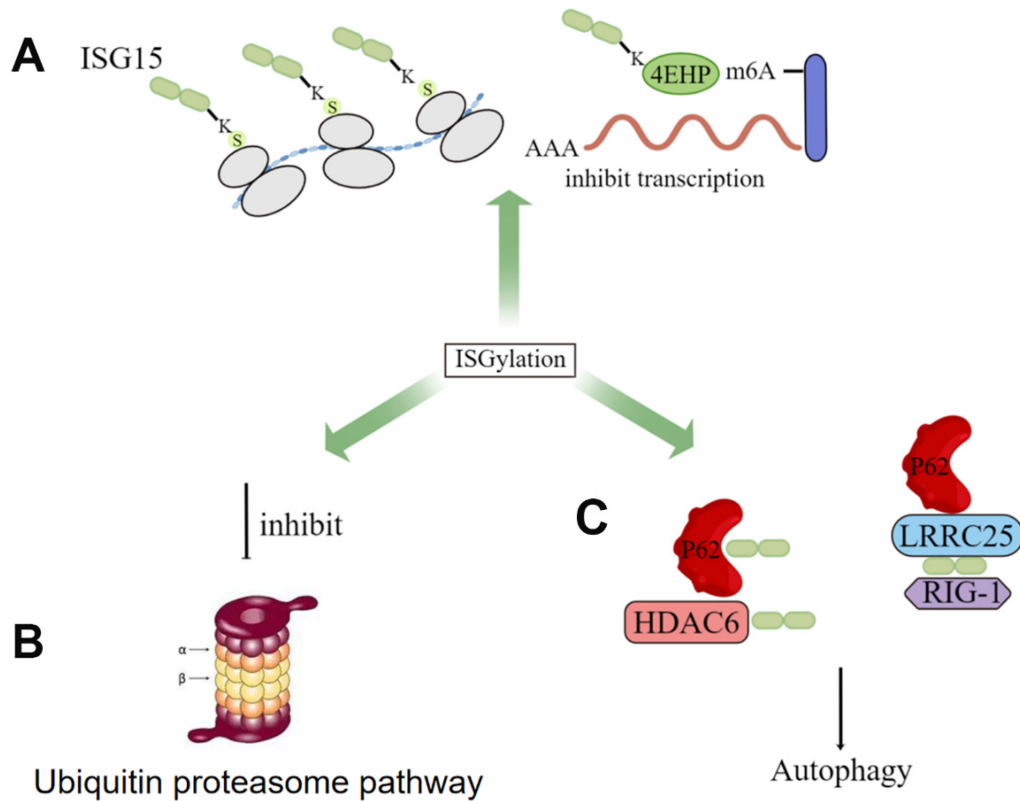 A
ISG15
K
S
K
S
K
S
K
4EHP
m6A
AAA
inhibit transcription
ISGylation
inhibit
B
α
β
Ubiquitin proteasome pathway
C
P62
HDAC6
P62
LRRC25
RIG-1
Autophagy